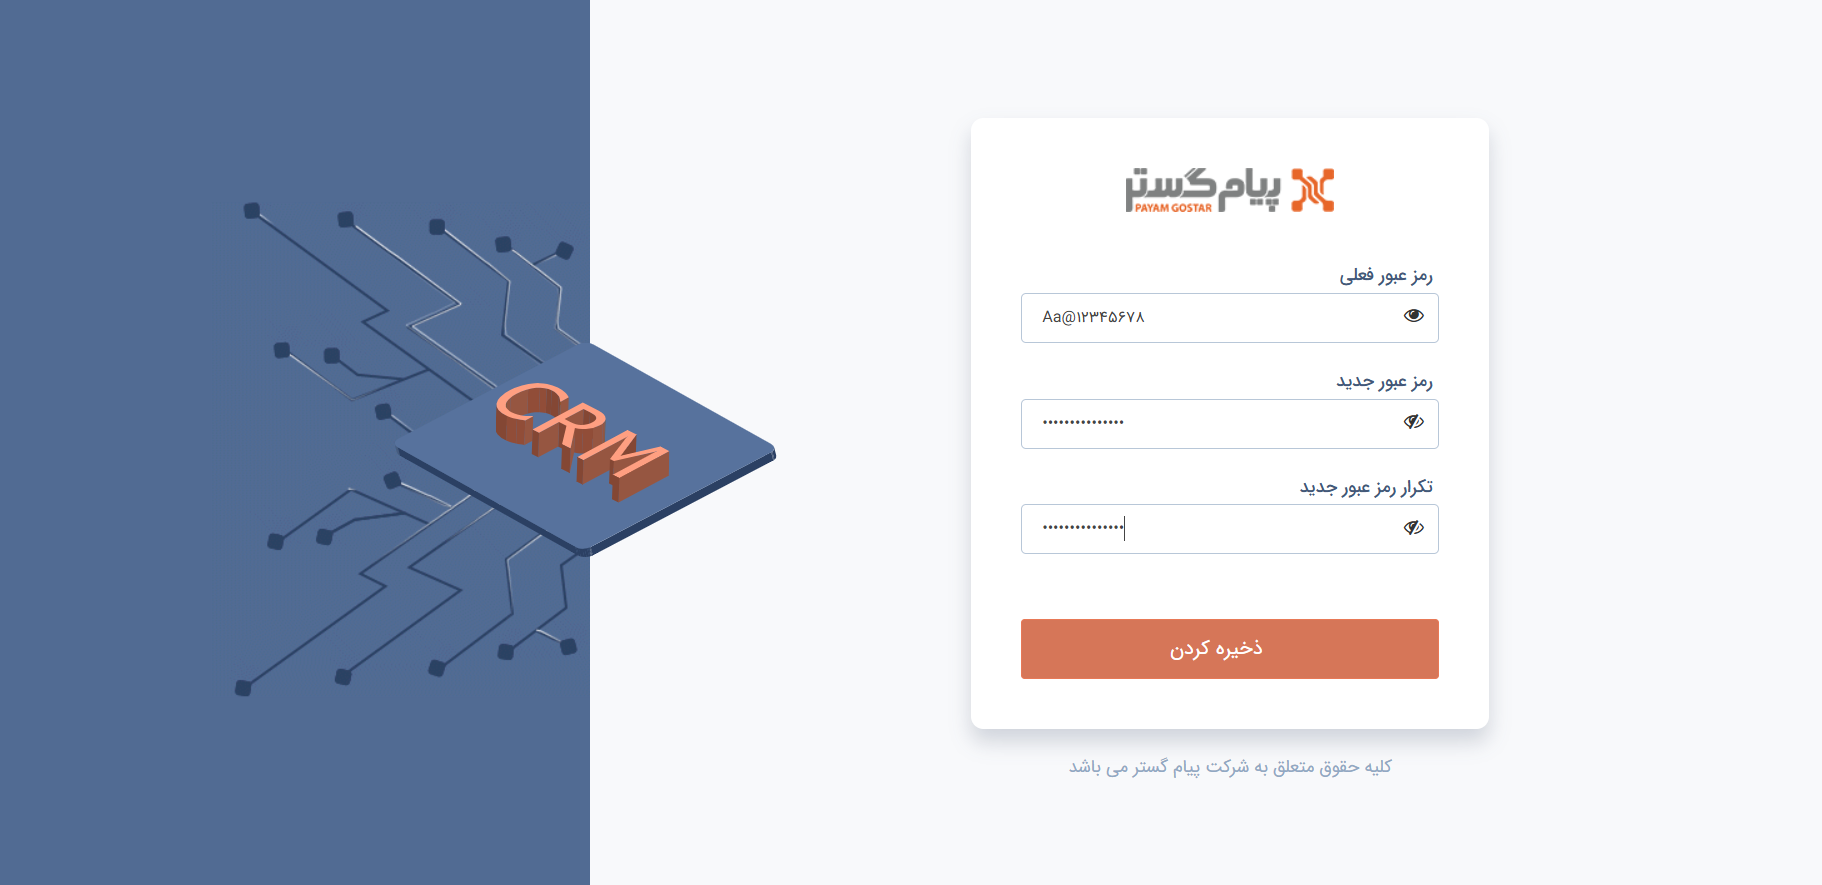 CRM
پیام گستر
PAYAM GOSTAR
رمز عبور فعلی
Aa@۱۲۳۴۵۶۷۸
رمز عبور جدید
•••••••••••••••
تکرار رمز عبور جدید
•••••••••••••••
ذخیره کردن
کلیه حقوق متعلق به شرکت پیام گستر می باشد